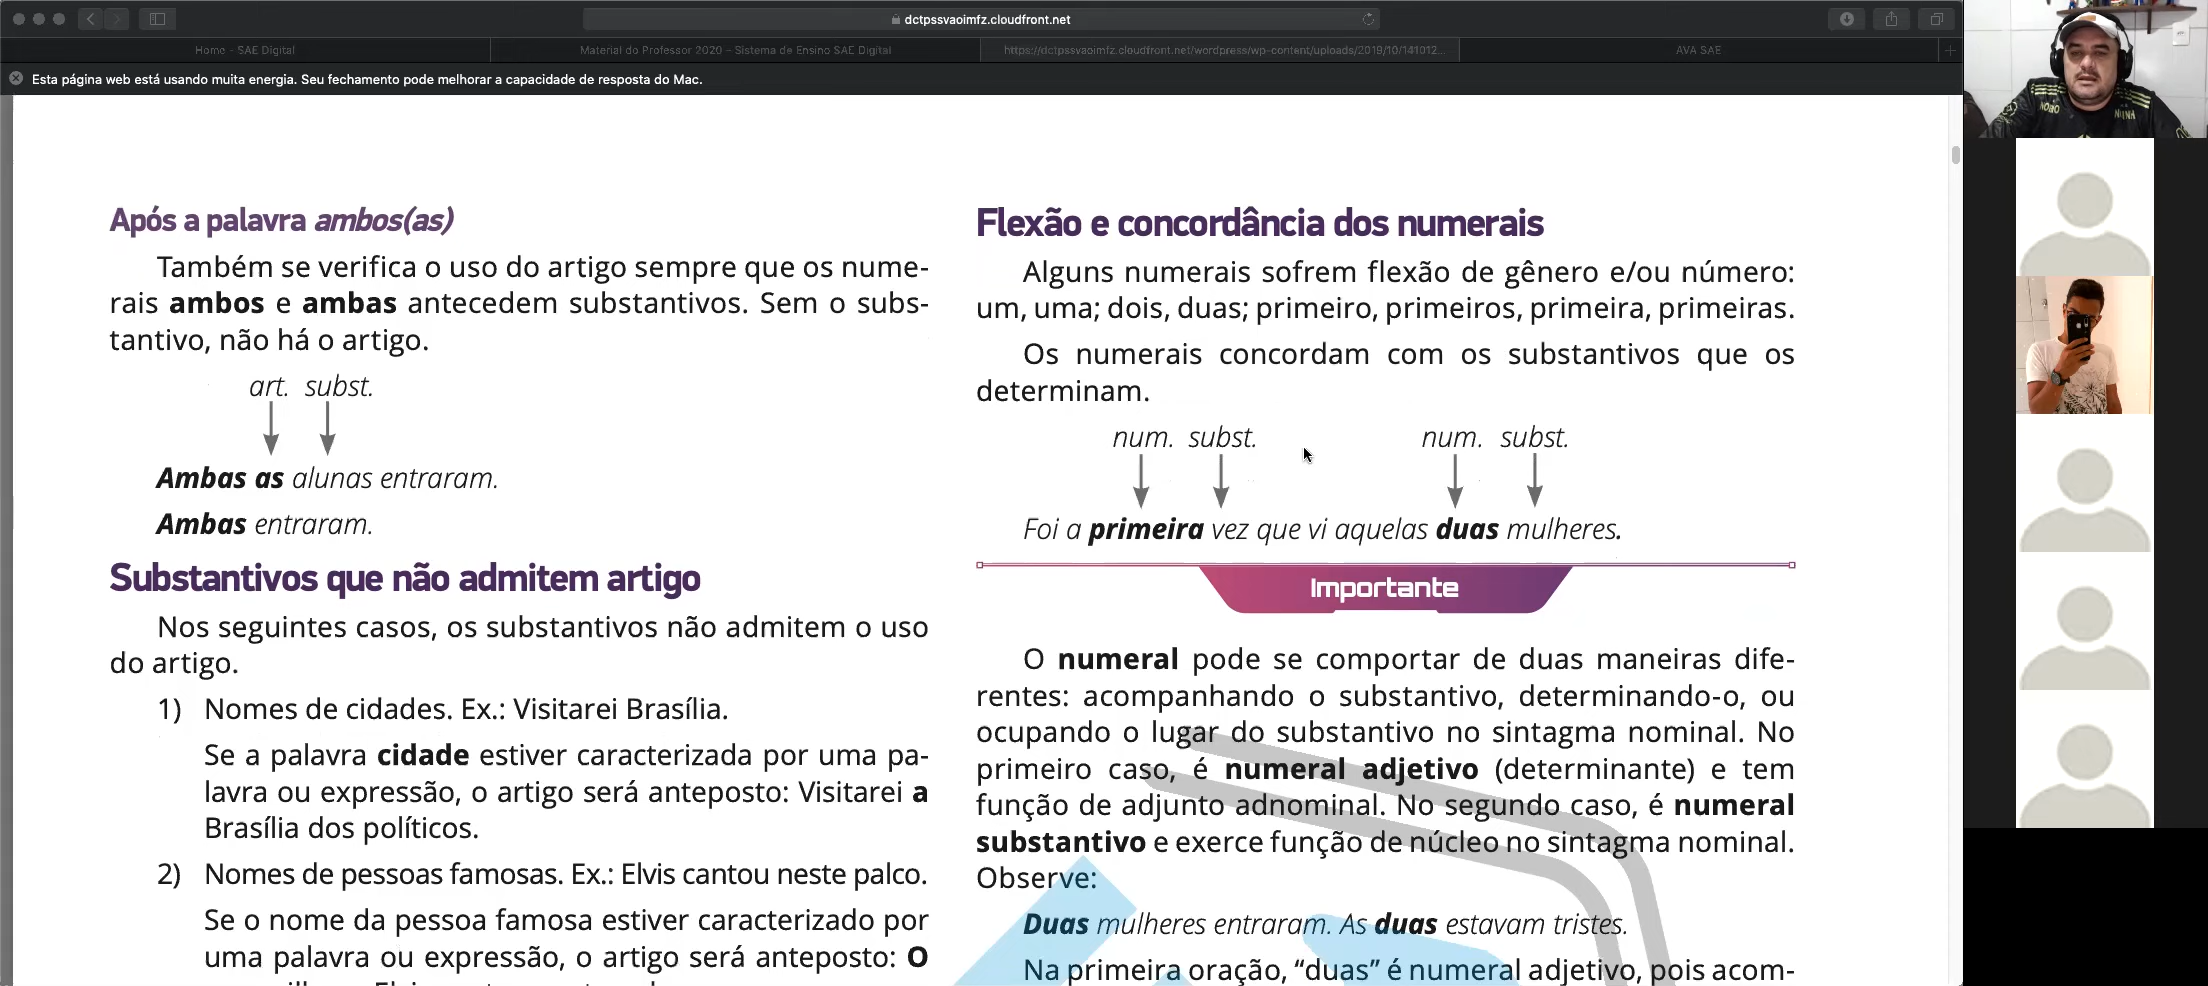 dctpssvaoimfz.cloudfront.net
Home - SAE Digital
Material do Professor 2020 – Sistema de Ensino SAE Digital
https://dctpssvaoimfz.cloudfront.net/wordpress/wp-content/uploads/2019/10/141012...
AVA SAE
Esta página web está usando muita energia. Seu fechamento pode melhorar a capacidade de resposta do Mac.
Após a palavra ambos(as)
Também se verifica o uso do artigo sempre que os nume-
rais ambos e ambas antecedem substantivos. Sem o subs-
tantivo, não há o artigo.
art. subst.
Ambas as alunas entraram.
Ambas entraram.
Substantivos que não admitem artigo
Nos seguintes casos, os substantivos não admitem o uso
do artigo.
1) Nomes de cidades. Ex.: Visitarei Brasília.
Se a palavra cidade estiver caracterizada por uma pa-
lavra ou expressão, o artigo será anteposto: Visitarei a
Brasília dos políticos.
2) Nomes de pessoas famosas. Ex.: Elvis cantou neste palco.
Se o nome da pessoa famosa estiver caracterizado por
uma palavra ou expressão, o artigo será anteposto: O
Flexão e concordância dos numerais
Alguns numerais sofrem flexão de gênero e/ou número:
um, uma; dois, duas; primeiro, primeiros, primeira, primeiras.
Os numerais concordam com os substantivos que os
determinam.
num. subst. num. subst.
Foi a primeira vez que vi aquelas duas mulheres.
Importante
O numeral pode se comportar de duas maneiras dife-
rentes: acompanhando o substantivo, determinando-o, ou
ocupando o lugar do substantivo no sintagma nominal. No
primeiro caso, é numeral adjetivo (determinante) e tem
função de adjunto adnominal. No segundo caso, é numeral
substantivo e exerce função de núcleo no sintagma nominal.
Observe:
Duas mulheres entraram. As duas estavam tristes.
Na primeira oração, “duas” é numeral adjetivo, pois acom-